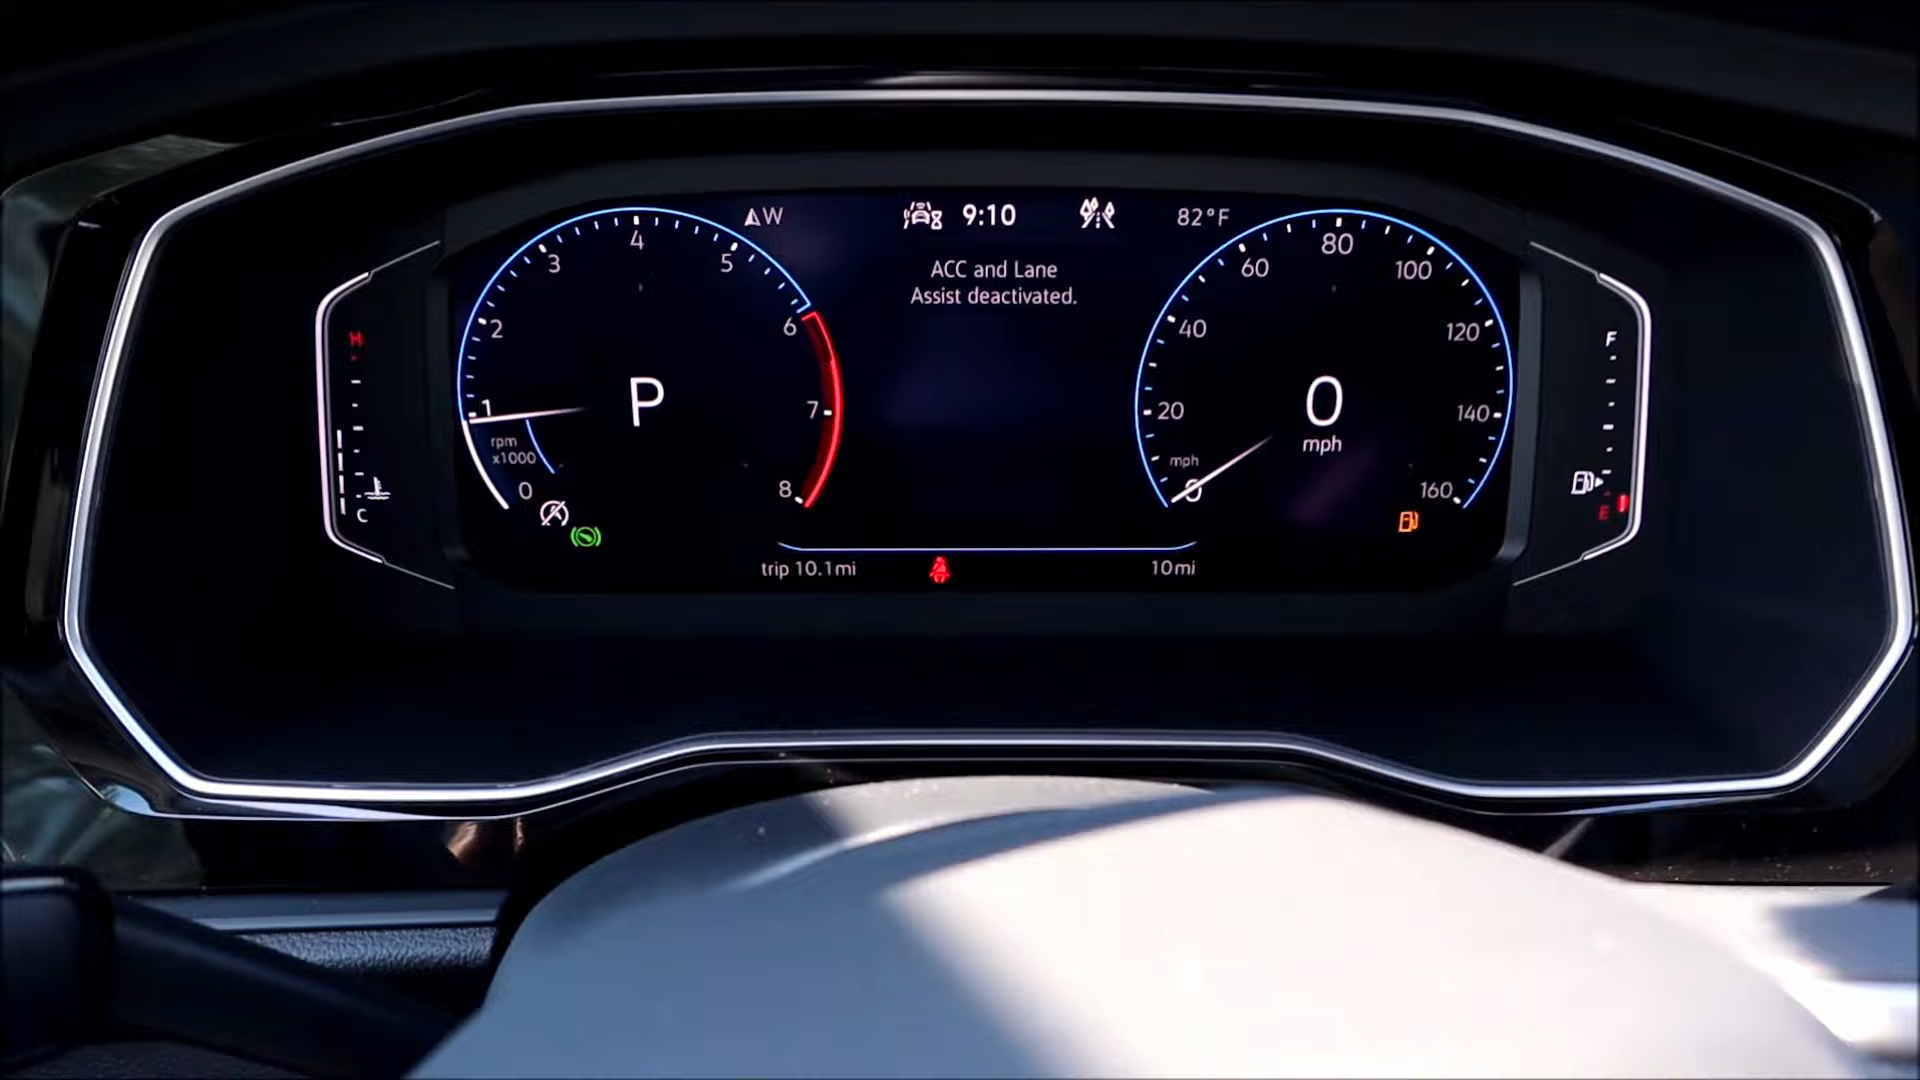 W
9:10
82°F
ACC and Lane
Assist deactivated.
4
3
5
2
6
1
7
rpm
x1000
0
8
P
80
60
100
40
120
20
140
mph
0
160
0
mph
H
C
F
E
trip 10.1mi
10mi